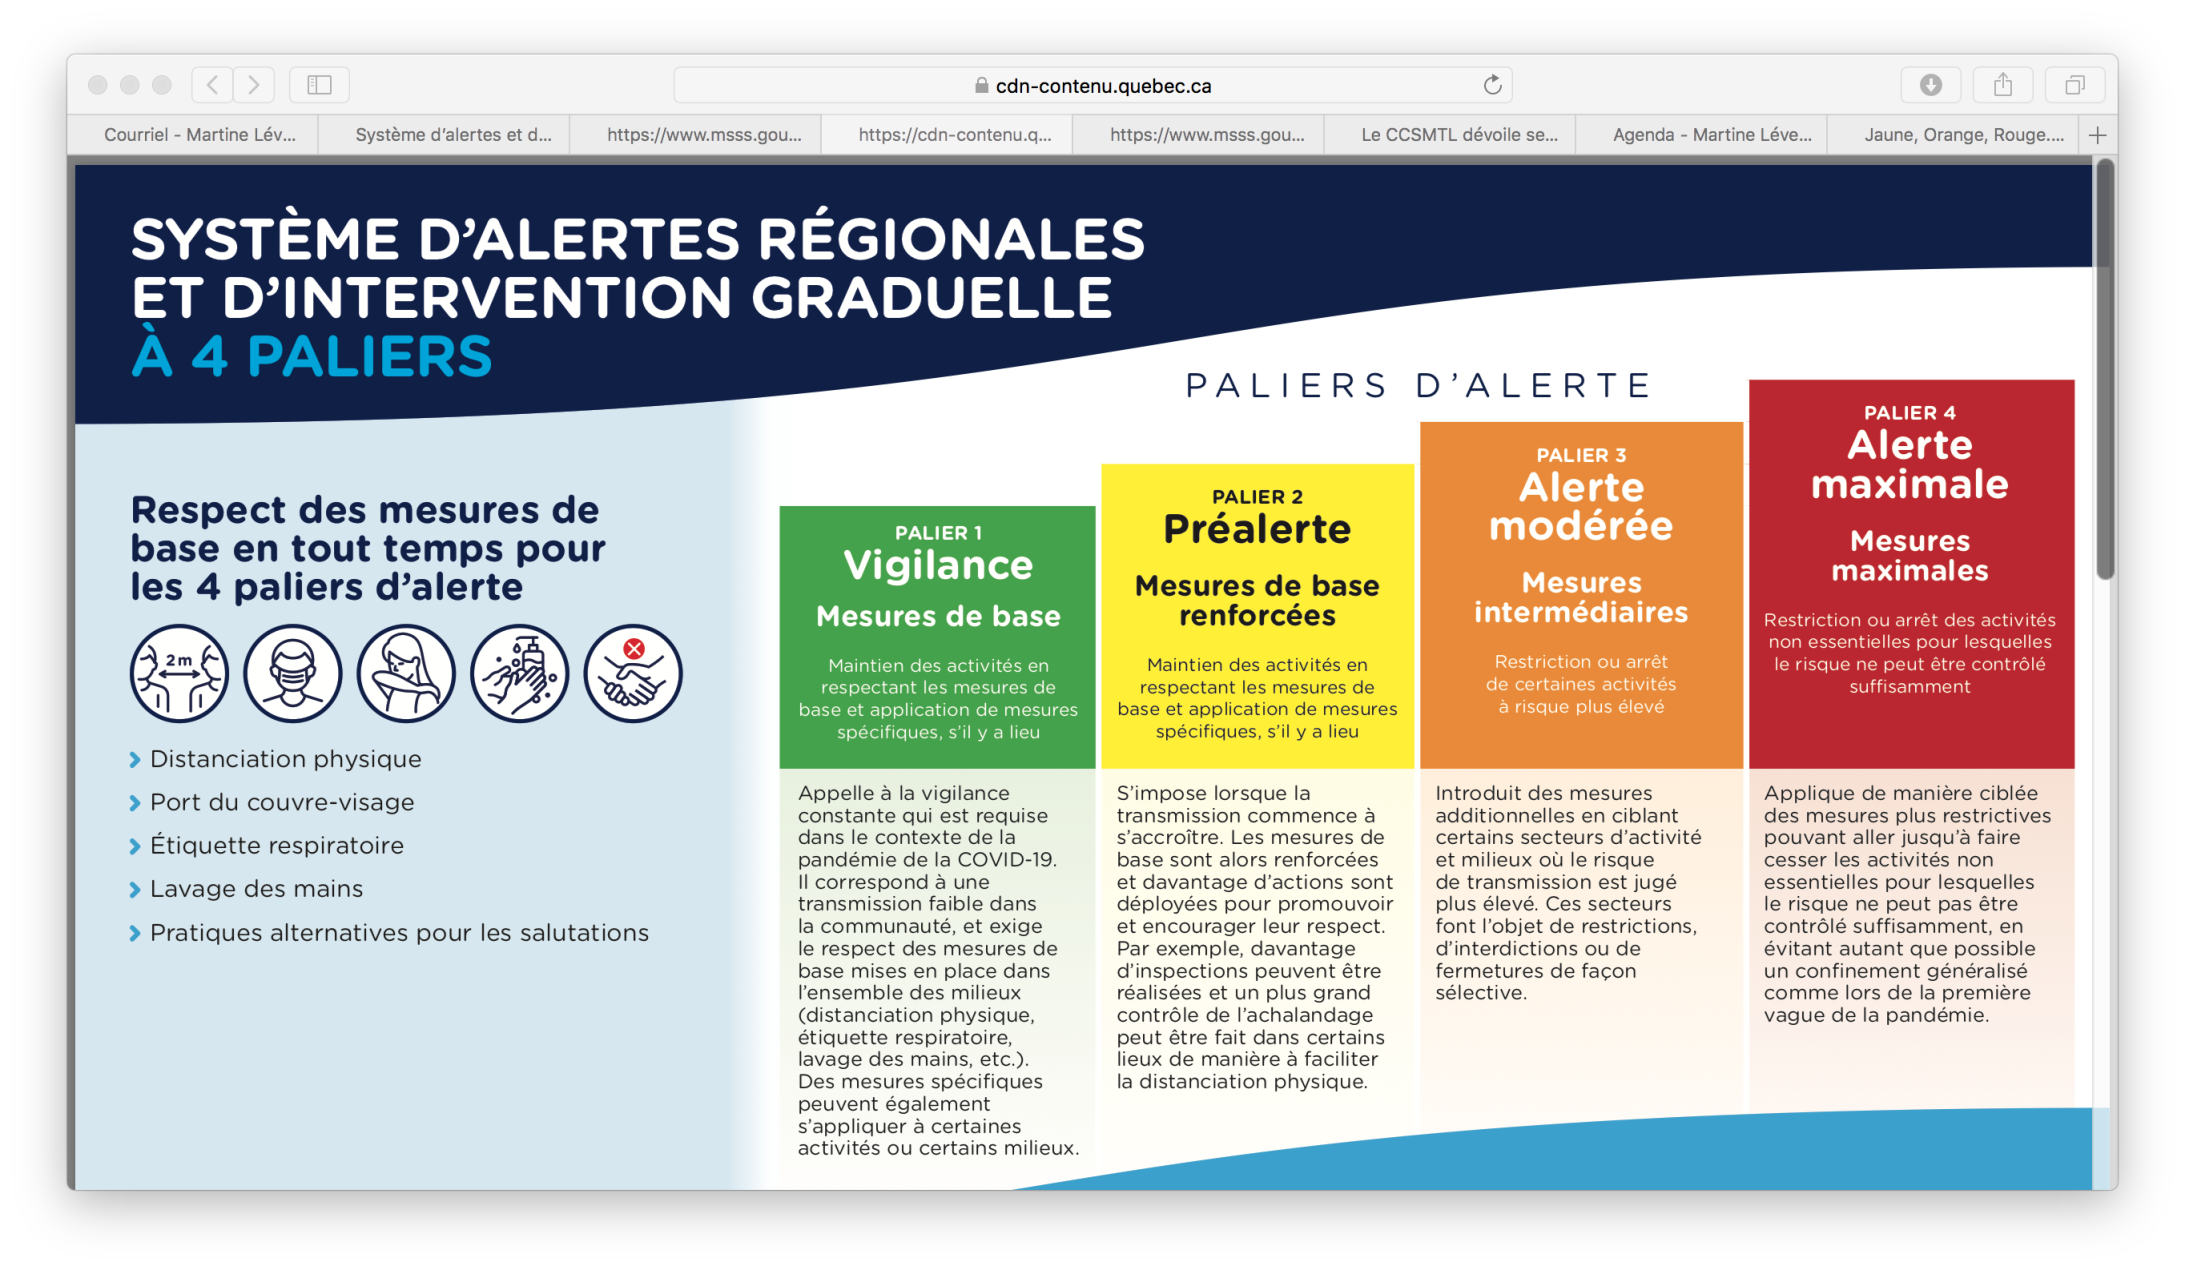 cdn-contenu.quebec.ca
Courriel - Martine Lév...
Système d'alertes et d...
https://www.msss.gou...
https://cdn-contenu.q...
https://www.msss.gou...
Le CCSMTL dévoile se...
Agenda - Martine Léve...
Jaune, Orange, Rouge....
SYSTÈME D'ALERTES RÉGIONALES
ET D'INTERVENTION GRADUELLE
À 4 PALIERS
Respect des mesures de
base en tout temps pour
les 4 paliers d'alerte
2 m
Distanciation physique
Port du couvre-visage
Étiquette respiratoire
Lavage des mains
Pratiques alternatives pour les salutations
PALIERS D'ALERTE
PALIER 1
Vigilance
Mesures de base
Maintien des activités en
respectant les mesures de
base et application de mesures
spécifiques, s'il y a lieu
Appelle à la vigilance
constante qui est requise
dans le contexte de la
pandémie de la COVID-19.
Il correspond à une
transmission faible dans
la communauté, et exige
le respect des mesures de
base mises en place dans
l'ensemble des milieux
(distanciation physique,
étiquette respiratoire,
lavage des mains, etc.).
Des mesures spécifiques
peuvent également
s'appliquer à certaines
activités ou certains milieux.
PALIER 2
Préalerte
Mesures de base
renforcées
Maintien des activités en
respectant les mesures de
base et application de mesures
spécifiques, s'il y a lieu
S'impose lorsque la
transmission commence à
s'accroître. Les mesures de
base sont alors renforcées
et davantage d'actions sont
déployées pour promouvoir
et encourager leur respect.
Par exemple, davantage
d'inspections peuvent être
réalisées et un plus grand
contrôle de l'achalandage
peut être fait dans certains
lieux de manière à faciliter
la distanciation physique.
PALIER 3
Alerte
modérée
Mesures
intermédiaires
Restriction ou arrêt
de certaines activités
à risque plus élevé
Introduit des mesures
additionnelles en ciblant
certains secteurs d'activité
et milieux où le risque
de transmission est jugé
plus élevé. Ces secteurs
font l'objet de restrictions,
d'interdictions ou de
fermetures de façon
sélective.
PALIER 4
Alerte
maximale
Mesures
maximales
Restriction ou arrêt des activités
non essentielles pour lesquelles
le risque ne peut être contrôlé
suffisamment
Applique de manière ciblée
des mesures plus restrictives
pouvant aller jusqu'à faire
cesser les activités non
essentielles pour lesquelles
le risque ne peut pas être
contrôlé suffisamment, en
évitant autant que possible
un confinement généralisé
comme lors de la première
vague de la pandémie.